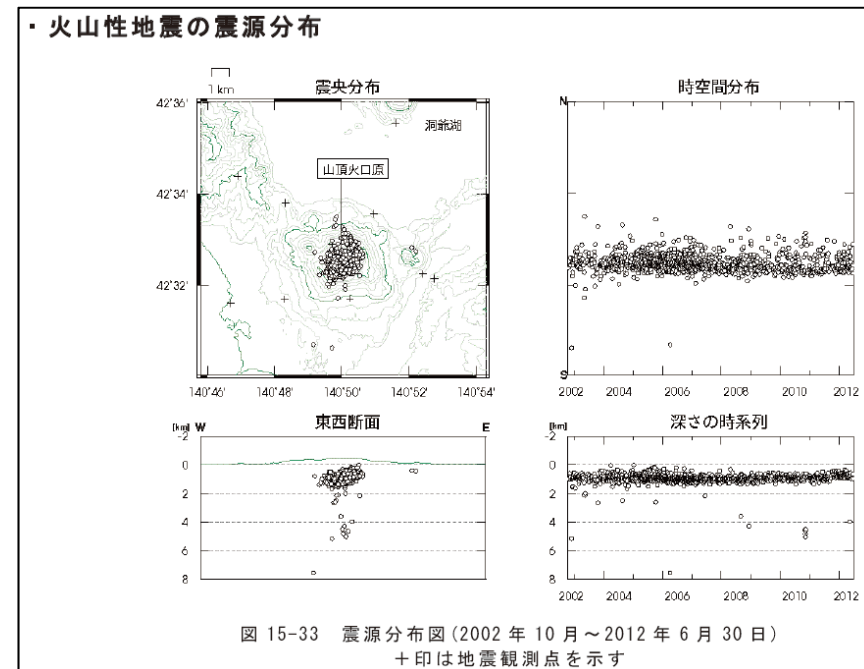 ・火山性地震の震源分布
1 km
震央分布
42°36'
42°34'
42°32'
洞爺湖
山頂火口原
140°46' 140°48' 140°50' 140°52' 140°54'
時空間分布
N
S
2002 2004 2006 2008 2010 2012
東西断面
[km] W E
-2
0
2
4
6
8
深さの時系列
[km]
-2
0
2
4
6
8
2002 2004 2006 2008 2010 2012
図 15-33 震源分布図(2002 年 10 月～2012 年 6 月 30 日)
＋印は地震観測点を示す